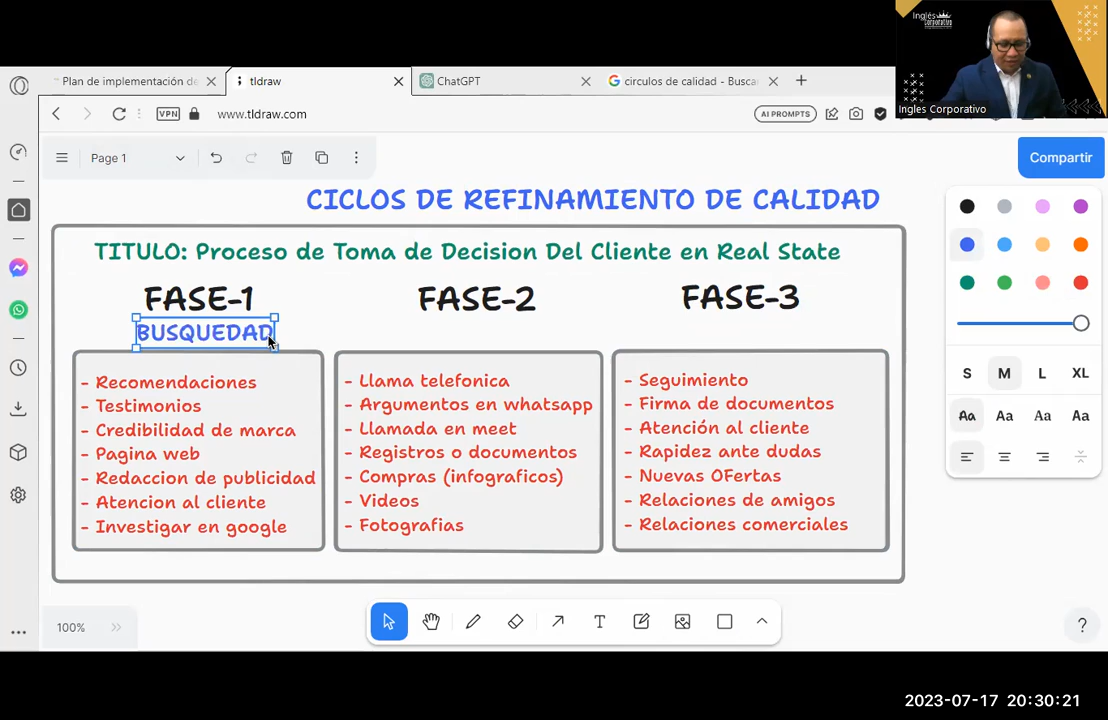 Inglés
Corporativo
Plan de implementación de
tldraw
ChatGPT
circulos de calidad - Busca
VPN
www.tldraw.com
AI PROMPTS
Ingles Corporativo
Page 1
Compartir
CICLOS DE REFINAMIENTO DE CALIDAD
TITULO: Proceso de Toma de Decision Del Cliente en Real State
FASE-1
BUSQUEDAD
- Recomendaciones
- Testimonios
- Credibilidad de marca
- Pagina web
- Redaccion de publicidad
- Atencion al cliente
- Investigar en google
FASE-2
- Llama telefonica
- Argumentos en whatsapp
- Llamada en meet
- Registros o documentos
- Compras (infograficos)
- Videos
- Fotografias
FASE-3
- Seguimiento
- Firma de documentos
- Atención al cliente
- Rapidez ante dudas
- Nuevas OFertas
- Relaciones de amigos
- Relaciones comerciales
S M L XL
Aa Aa Aa Aa
100%
T
?
2023-07-17 20:30:21